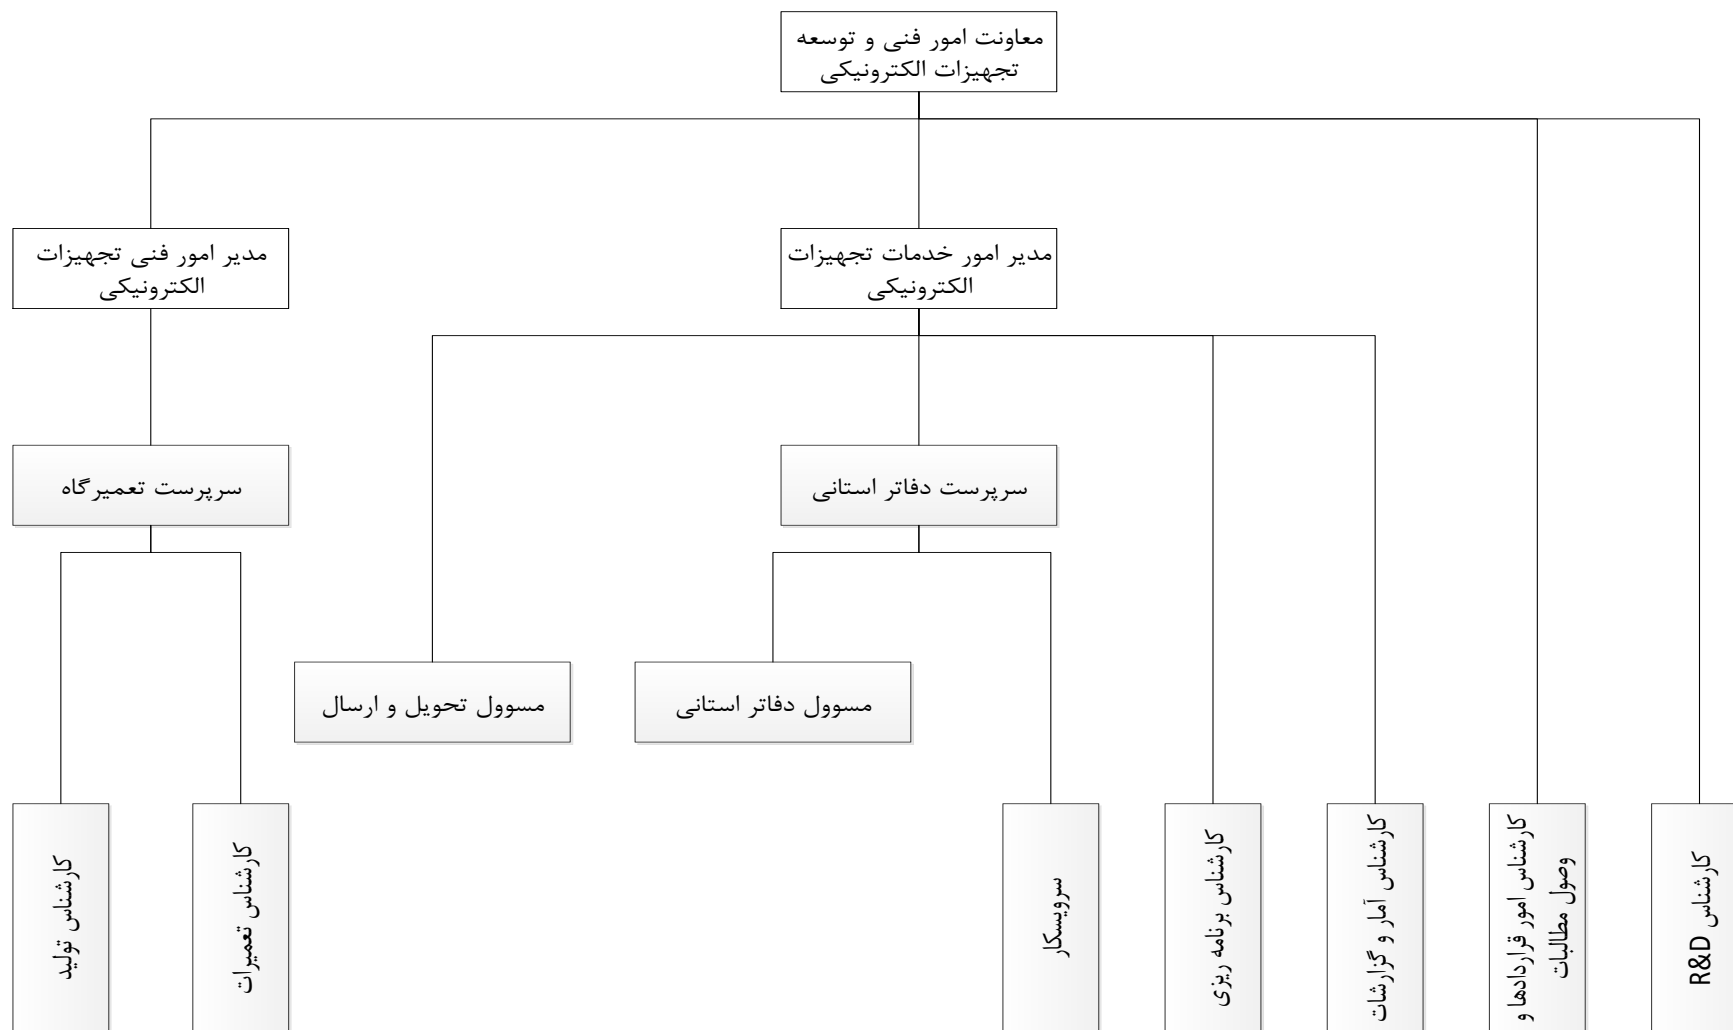 معاونت امور فنی و توسعه
تجهیزات الکترونیکی
مدیر امور خدمات تجهیزات
الکترونیکی
مدیر امور فنی تجهیزات
الکترونیکی
سرپرست دفاتر استانی
سرپرست تعمیرگاه
مسوول دفاتر استانی
مسوول تحویل و ارسال
کارشناس R&D
کارشناس امور قراردادها و
وصول مطالبات
کارشناس آمار و گزارشات
کارشناس برنامه ریزی
سرویسکار
کارشناس تعمیرات
کارشناس تولید